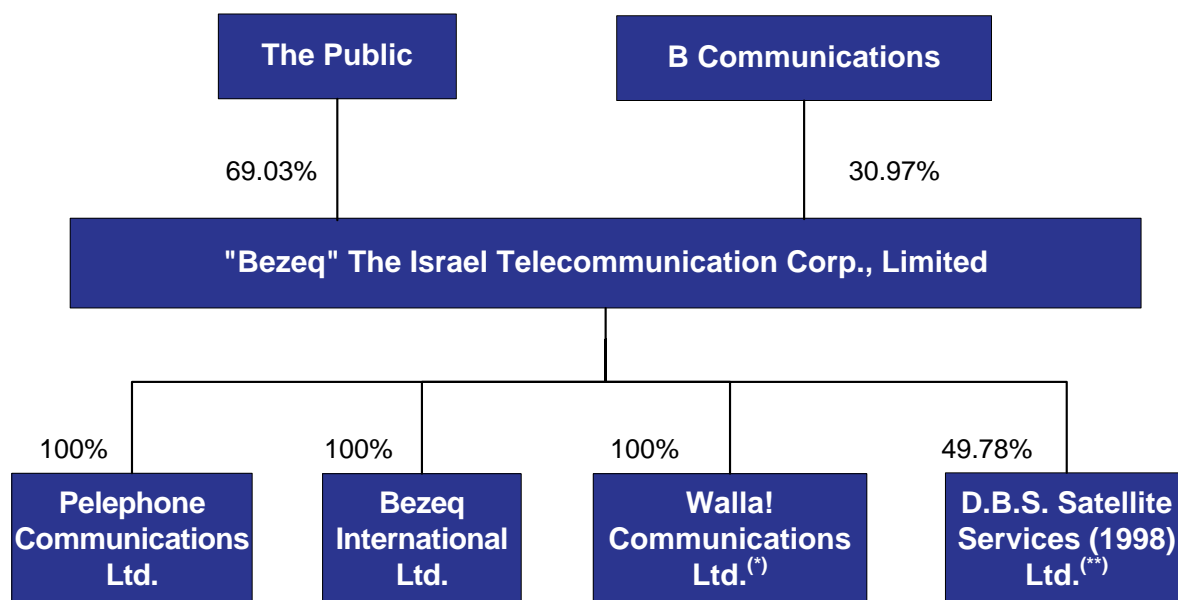 The Public
B Communications
69.03%
30.97%
"Bezeq" The Israel Telecommunication Corp., Limited
100%
100%
100%
49.78%
Pelephone
Communications
Ltd.
Bezeq
International
Ltd.
Walla!
Communications
Ltd.(*)
D.B.S. Satellite
Services (1998)
Ltd.(**)